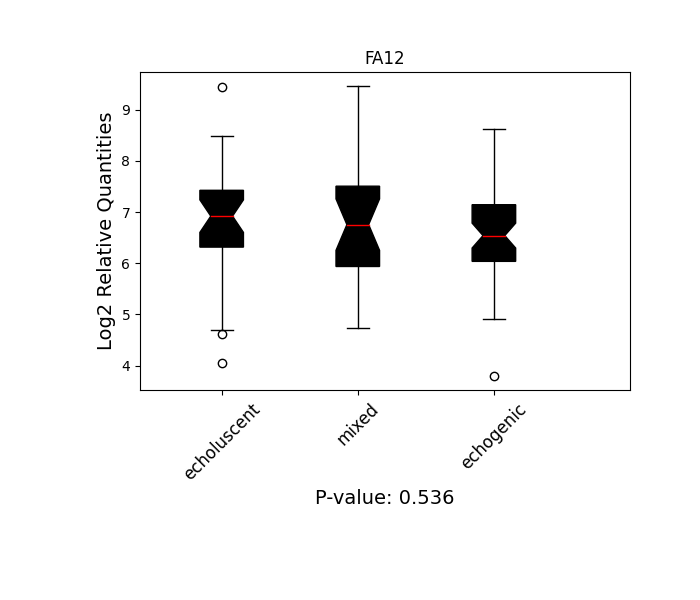 FA12
Log2 Relative Quantities
9
8
7
6
5
4
echoluscent
mixed
echogenic
P-value: 0.536